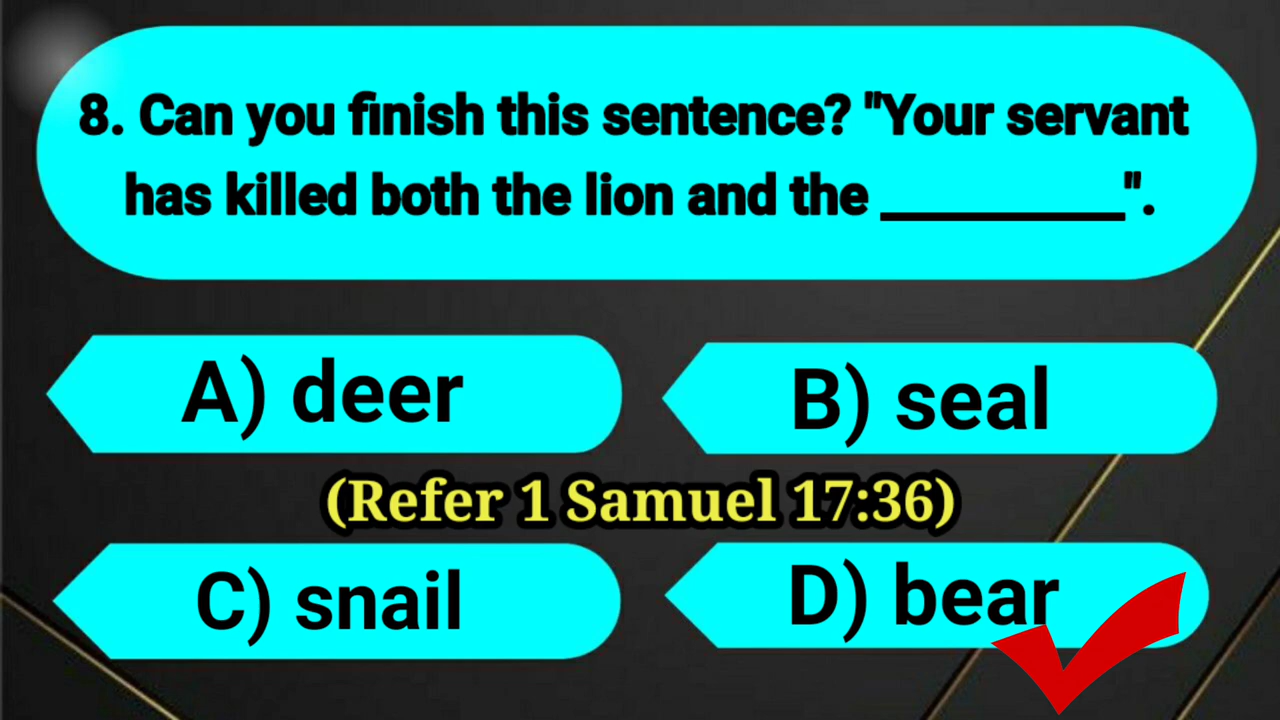 8. Can you finish this sentence? "Your servant
has killed both the lion and the __________".
A) deer
B) seal
(Refer 1 Samuel 17:36)
C) snail
D) bear